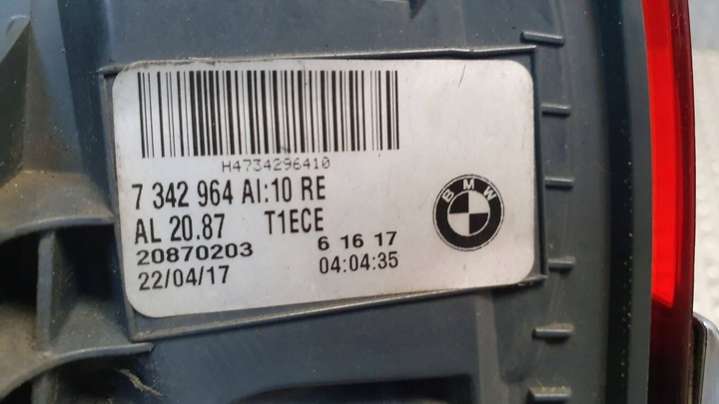 H4734296410
7 342 964 AI:10 RE
AL 20.87 T1ECE
20870203 6 16 17
22/04/17 04:04:35
BMW